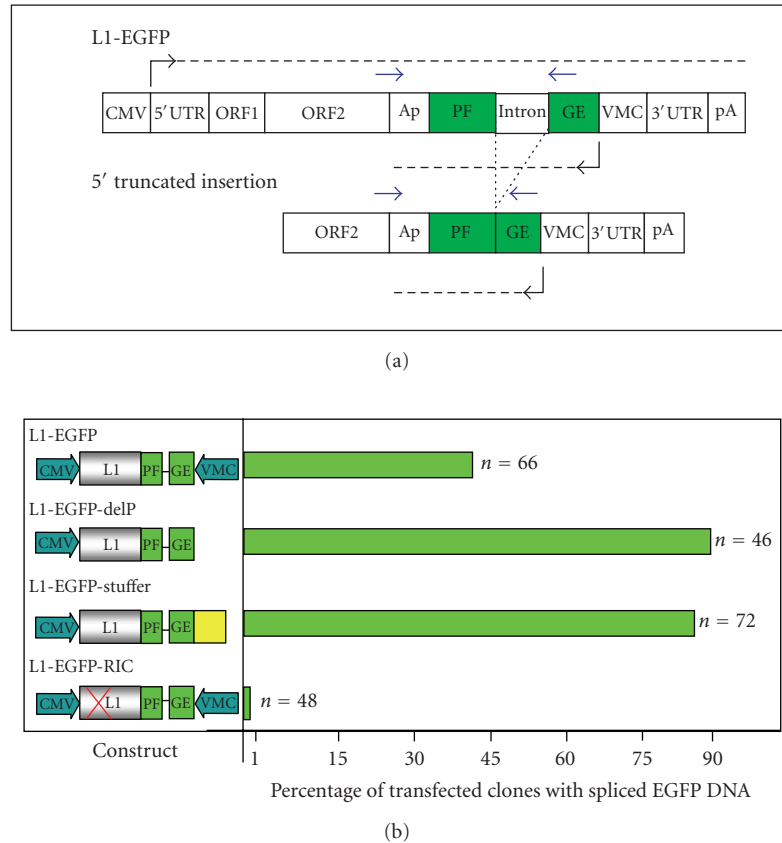 L1-EGFP
CMV 5′UTR ORF1 ORF2 Ap PF Intron GE VMC 3′UTR pA
5′ truncated insertion
ORF2 Ap PF GE VMC 3′UTR pA
(a)
L1-EGFP
CMV L1 PF GE VMC n = 66
L1-EGFP-delP
CMV L1 PF GE n = 46
L1-EGFP-stuffer
CMV L1 PF GE n = 72
L1-EGFP-RIC
CMV L1 PF GE VMC n = 48
Construct 1 15 30 45 60 75 90
Percentage of transfected clones with spliced EGFP DNA
(b)